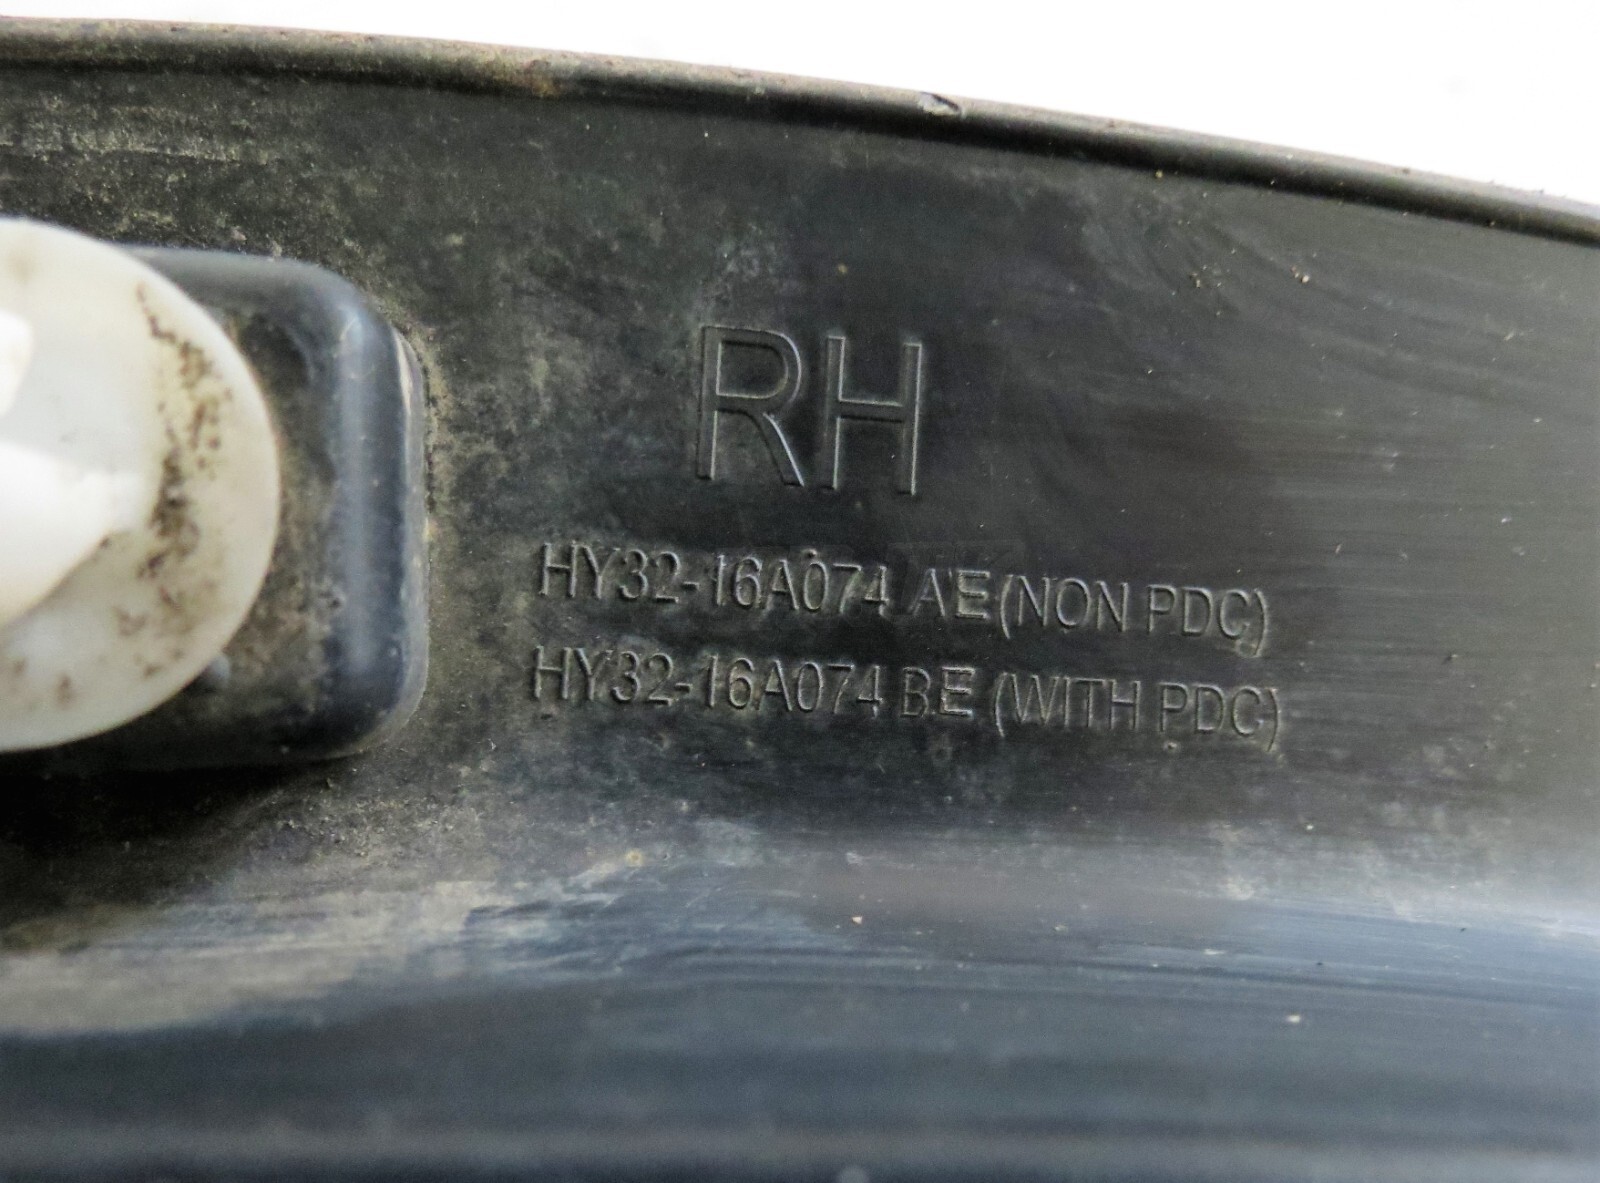 RH
HY32-16A074 AE (NON PDC)
HY32-16A074 BE (WITH PDC)